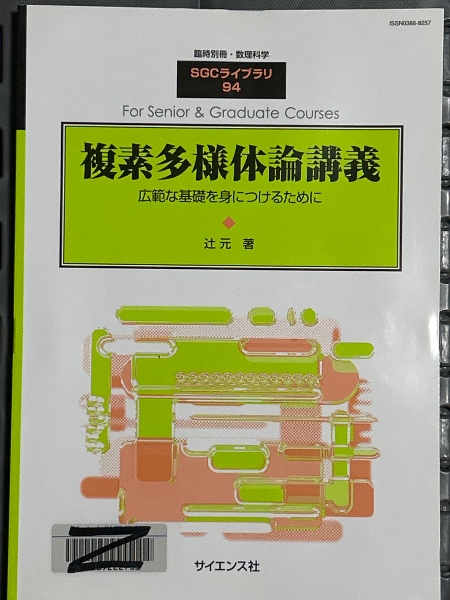 ISSN0386-8257
臨時別冊・数理科学
SGCライブラリ
94
For Senior & Graduate Courses
複素多様体論講義
広範な基礎を身につけるために
辻 元 著
サイエンス社